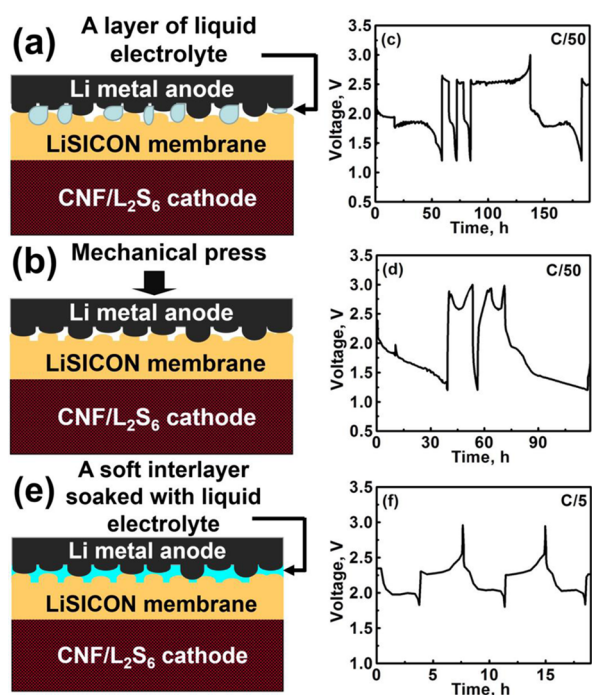 (a)
A layer of liquid
electrolyte
Li metal anode
LiSICON membrane
CNF/L₂S₆ cathode
(c)
C/50
Voltage, V
3.5
3.0
2.5
2.0
1.5
1.0
0
50
100
150
Time, h
(b)
Mechanical press
Li metal anode
LiSICON membrane
CNF/L₂S₆ cathode
(d)
C/50
Voltage, V
3.5
3.0
2.5
2.0
1.5
1.0
0
30
60
90
Time, h
(e)
A soft interlayer
soaked with liquid
electrolyte
Li metal anode
LiSICON membrane
CNF/L₂S₆ cathode
(f)
C/5
Voltage, V
3.5
3.0
2.5
2.0
1.5
1.0
0
5
10
15
Time, h